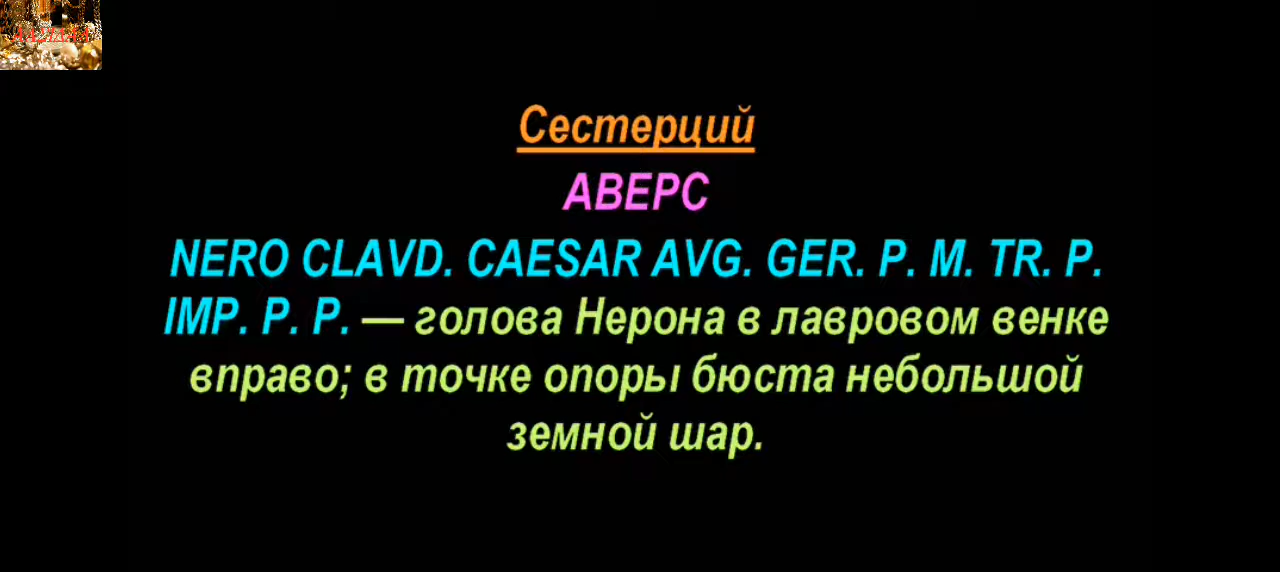 Сестерций
АВЕРС
NERO CLAVD. CAESAR AVG. GER. P. M. TR. P.
IMP. P. P. — голова Нерона в лавровом венке
вправо; в точке опоры бюста небольшой
земной шар.